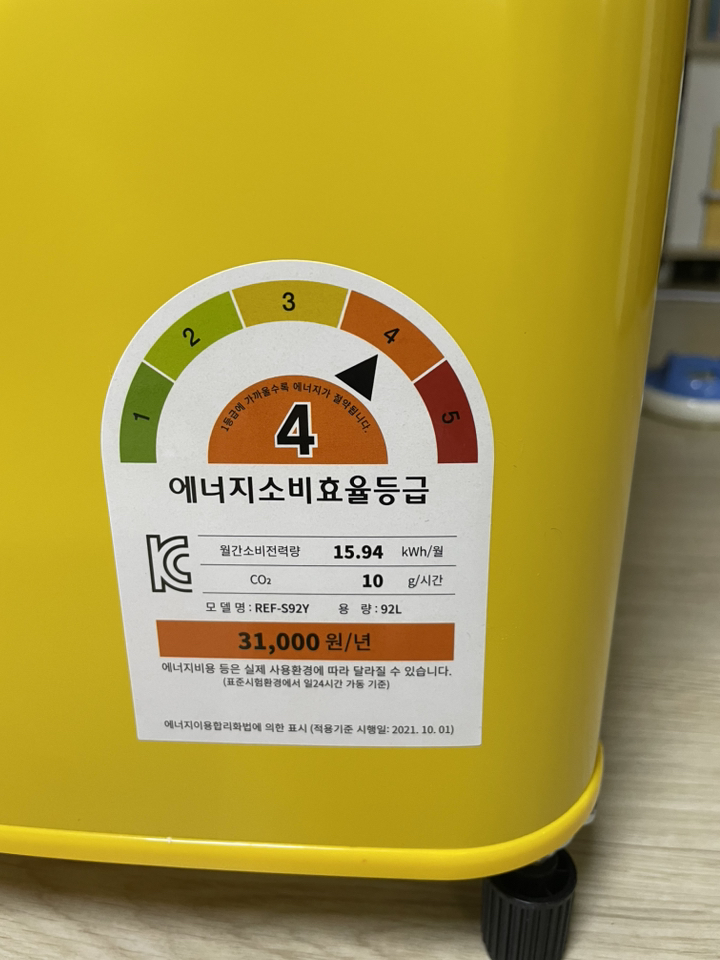 1
2
3
4
5
1등급에 가까울수록 에너지가 절약됩니다.
4
에너지소비효율등급
월간소비전력량 15.94 kWh/월
CO₂ 10 g/시간
모델명 : REF-S92Y 용 량 : 92L
31,000 원/년
에너지비용 등은 실제 사용환경에 따라 달라질 수 있습니다.
(표준시험환경에서 일24시간 가동 기준)
에너지이용합리화법에 의한 표시 (적용기준 시행일: 2021. 10. 01)